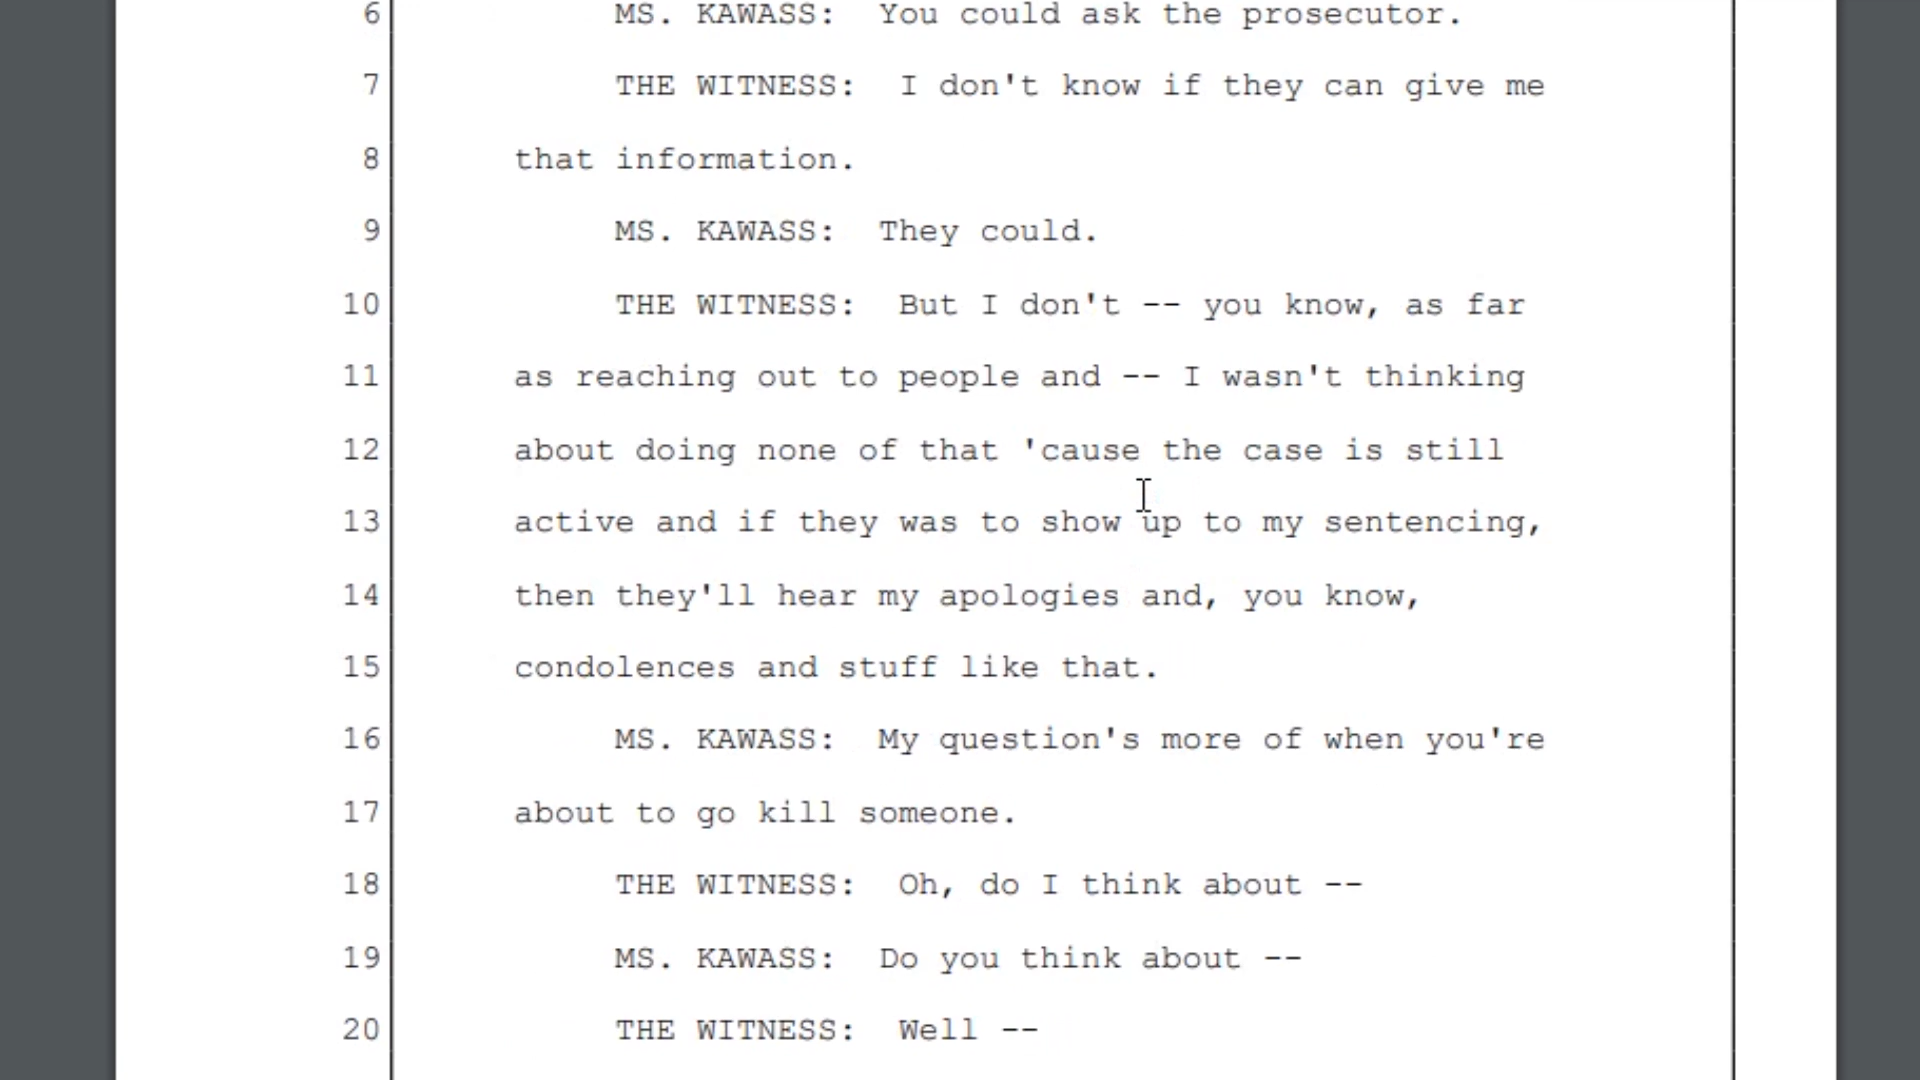 6 MS. KAWASS: You could ask the prosecutor.
7 THE WITNESS: I don't know if they can give me
8 that information.
9 MS. KAWASS: They could.
10 THE WITNESS: But I don't -- you know, as far
11 as reaching out to people and -- I wasn't thinking
12 about doing none of that 'cause the case is still
13 active and if they was to show up to my sentencing,
14 then they'll hear my apologies and, you know,
15 condolences and stuff like that.
16 MS. KAWASS: My question's more of when you're
17 about to go kill someone.
18 THE WITNESS: Oh, do I think about --
19 MS. KAWASS: Do you think about --
20 THE WITNESS: Well --